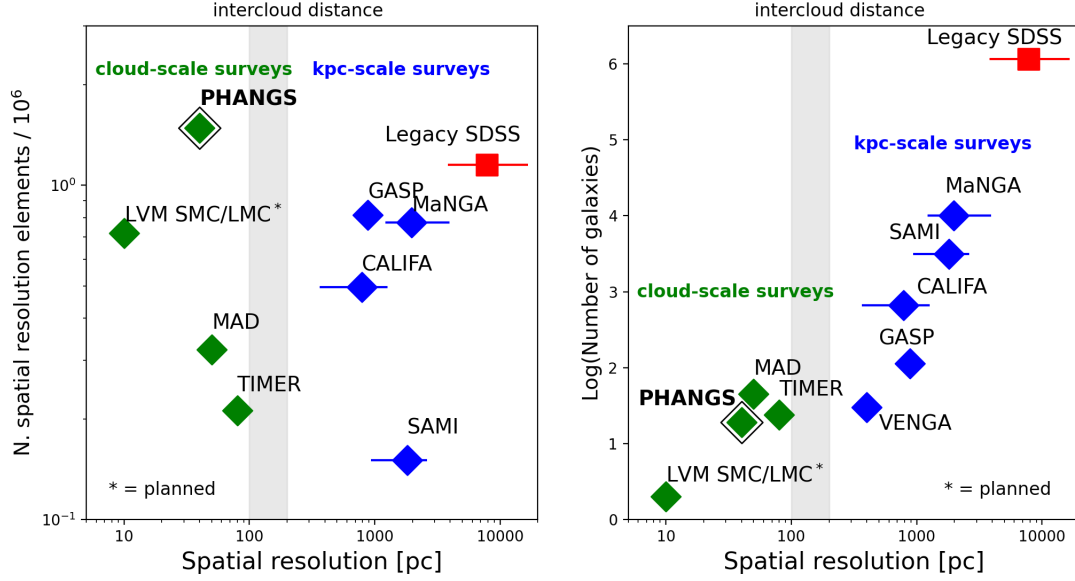 intercloud distance
cloud-scale surveys
kpc-scale surveys
PHANGS
Legacy SDSS
GASP
MaNGA
LVM SMC/LMC*
CALIFA
MAD
TIMER
SAMI
* = planned
10⁰
10⁻¹
10
100
1000
10000
Spatial resolution [pc]
N. spatial resolution elements / 10⁶
intercloud distance
Legacy SDSS
kpc-scale surveys
MaNGA
SAMI
cloud-scale surveys
CALIFA
GASP
MAD
TIMER
PHANGS
VENGA
LVM SMC/LMC*
* = planned
6
5
4
3
2
1
0
10
100
1000
10000
Spatial resolution [pc]
Log(Number of galaxies)